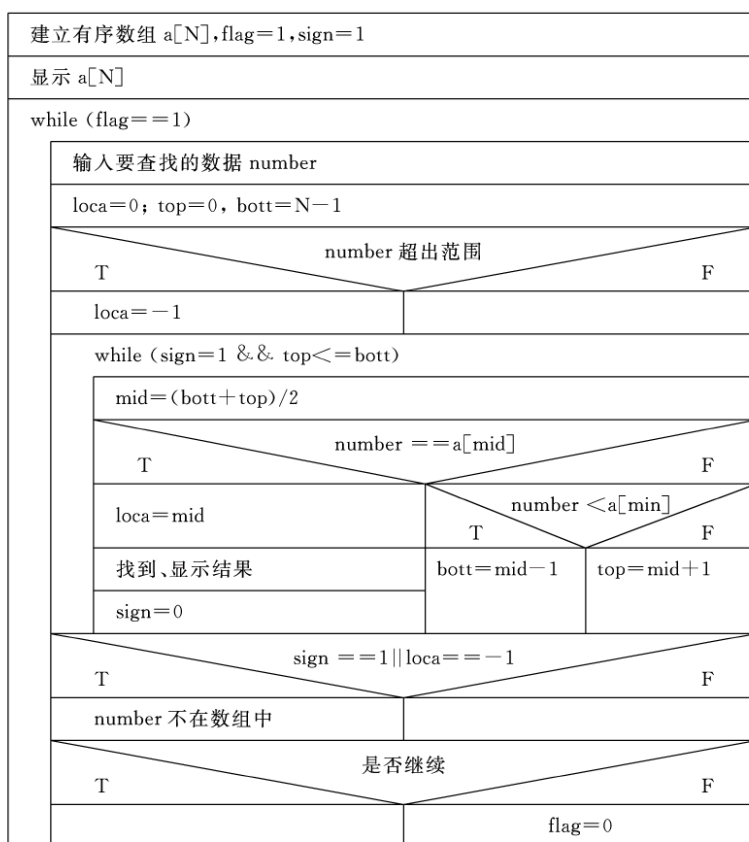 建立有序数组 a[N],flag=1,sign=1
显示 a[N]
while (flag==1)
输入要查找的数据 number
loca=0; top=0, bott=N-1
number 超出范围
T
F
loca=-1
while (sign=1 && top<=bott)
mid=(bott+top)/2
number ==a[mid]
T
F
loca=mid
number <a[min]
T
F
找到、显示结果
bott=mid-1
top=mid+1
sign=0
sign ==1||loca==-1
T
F
number 不在数组中
是否继续
T
F
flag=0